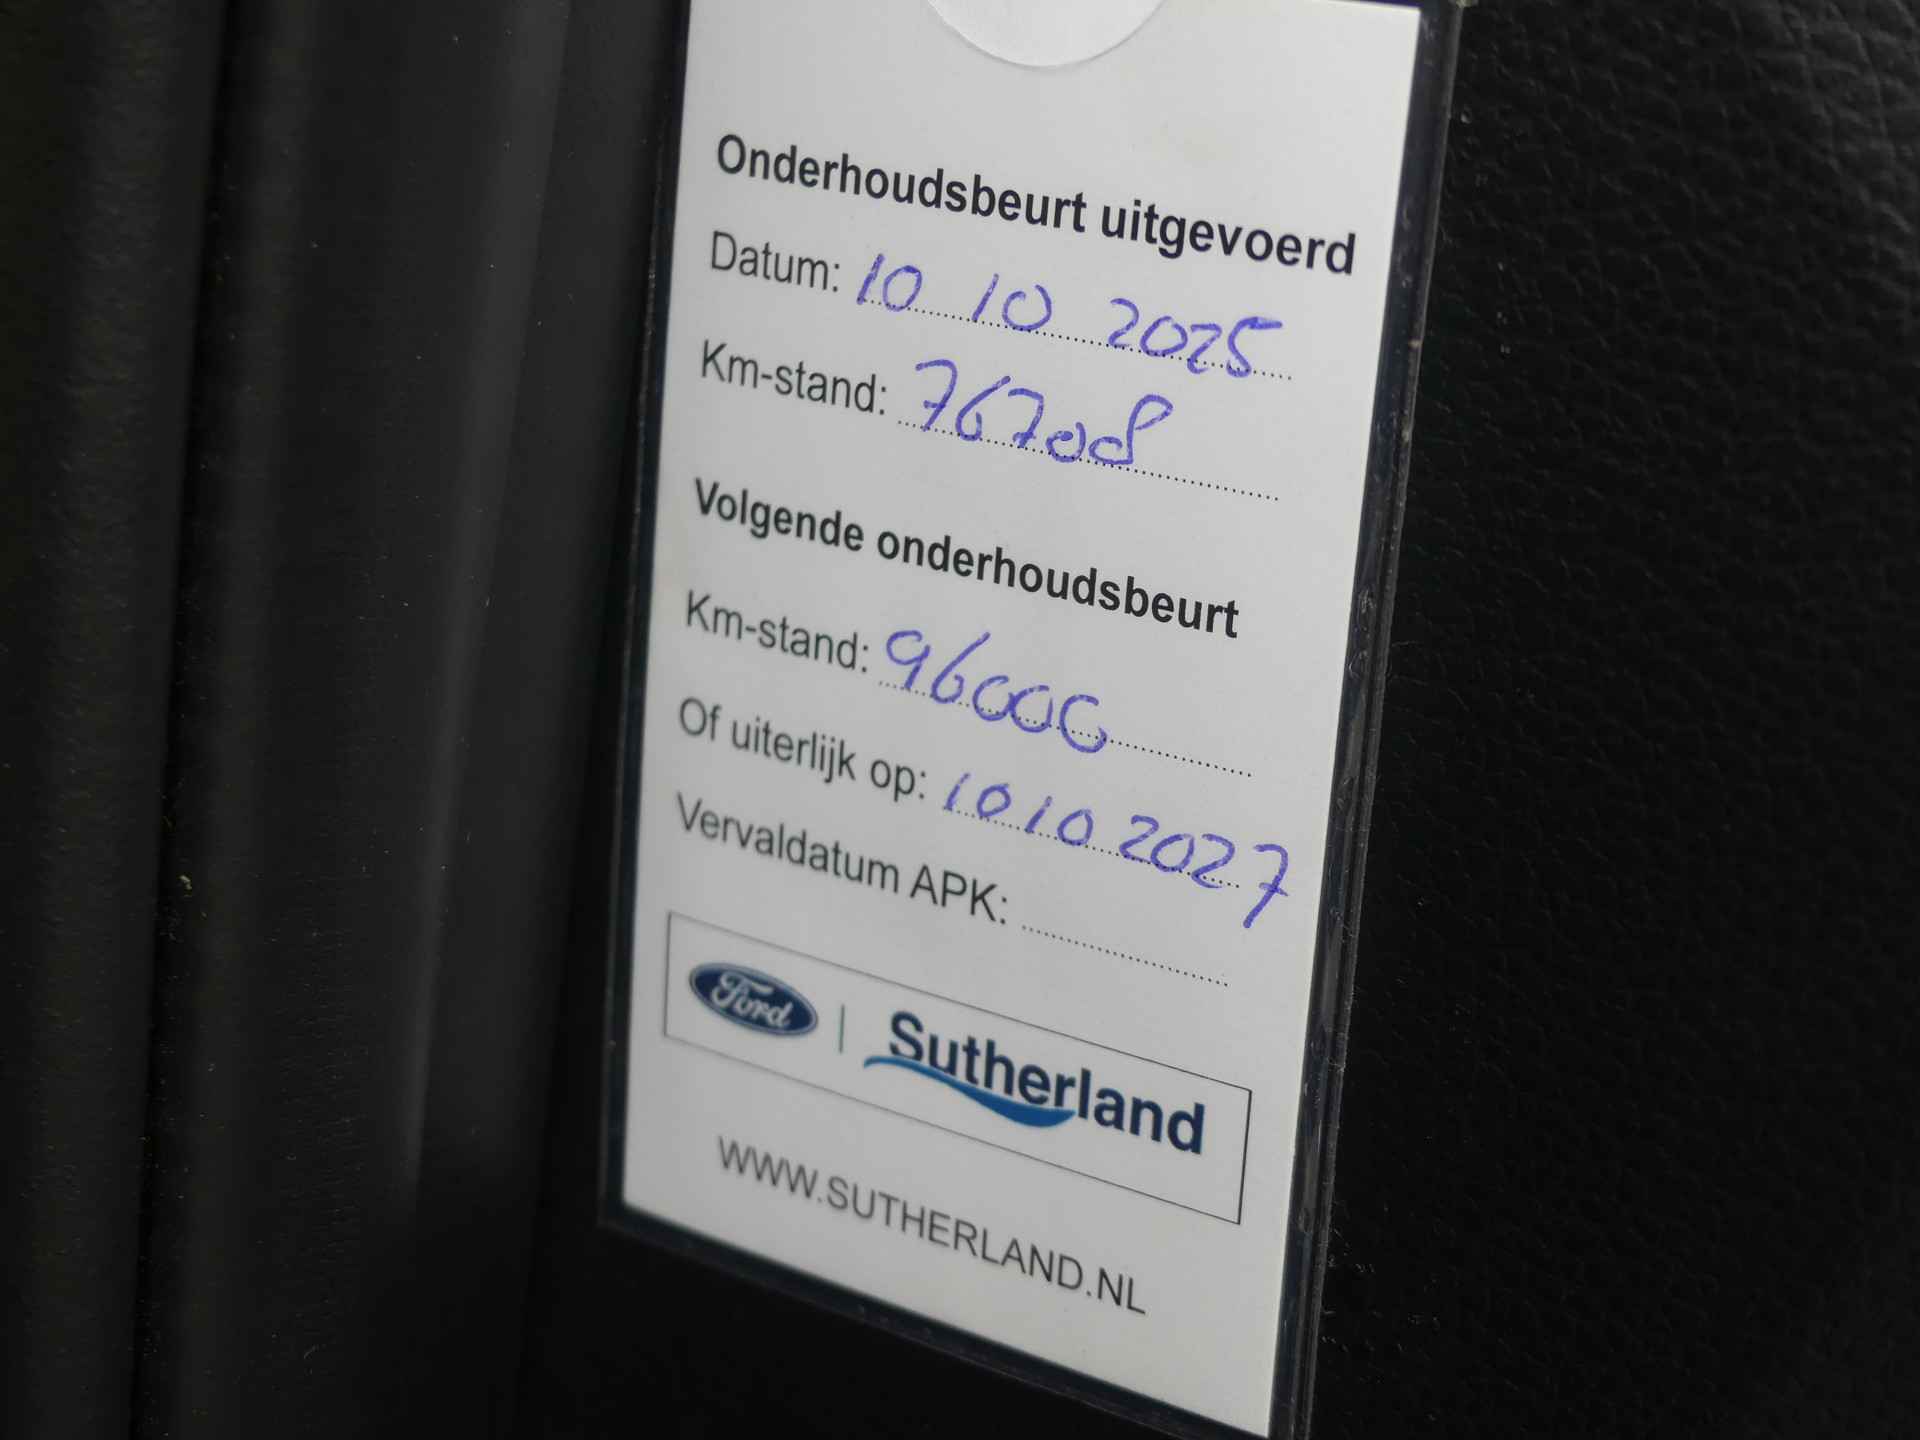 Onderhoudsbeurt uitgevoerd
Datum: 10 10 2025
Km-stand: 76708
Volgende onderhoudsbeurt
Km-stand: 96000
Of uiterlijk op: 10 10 2027
Vervaldatum APK:
Ford | Sutherland
WWW.SUTHERLAND.NL